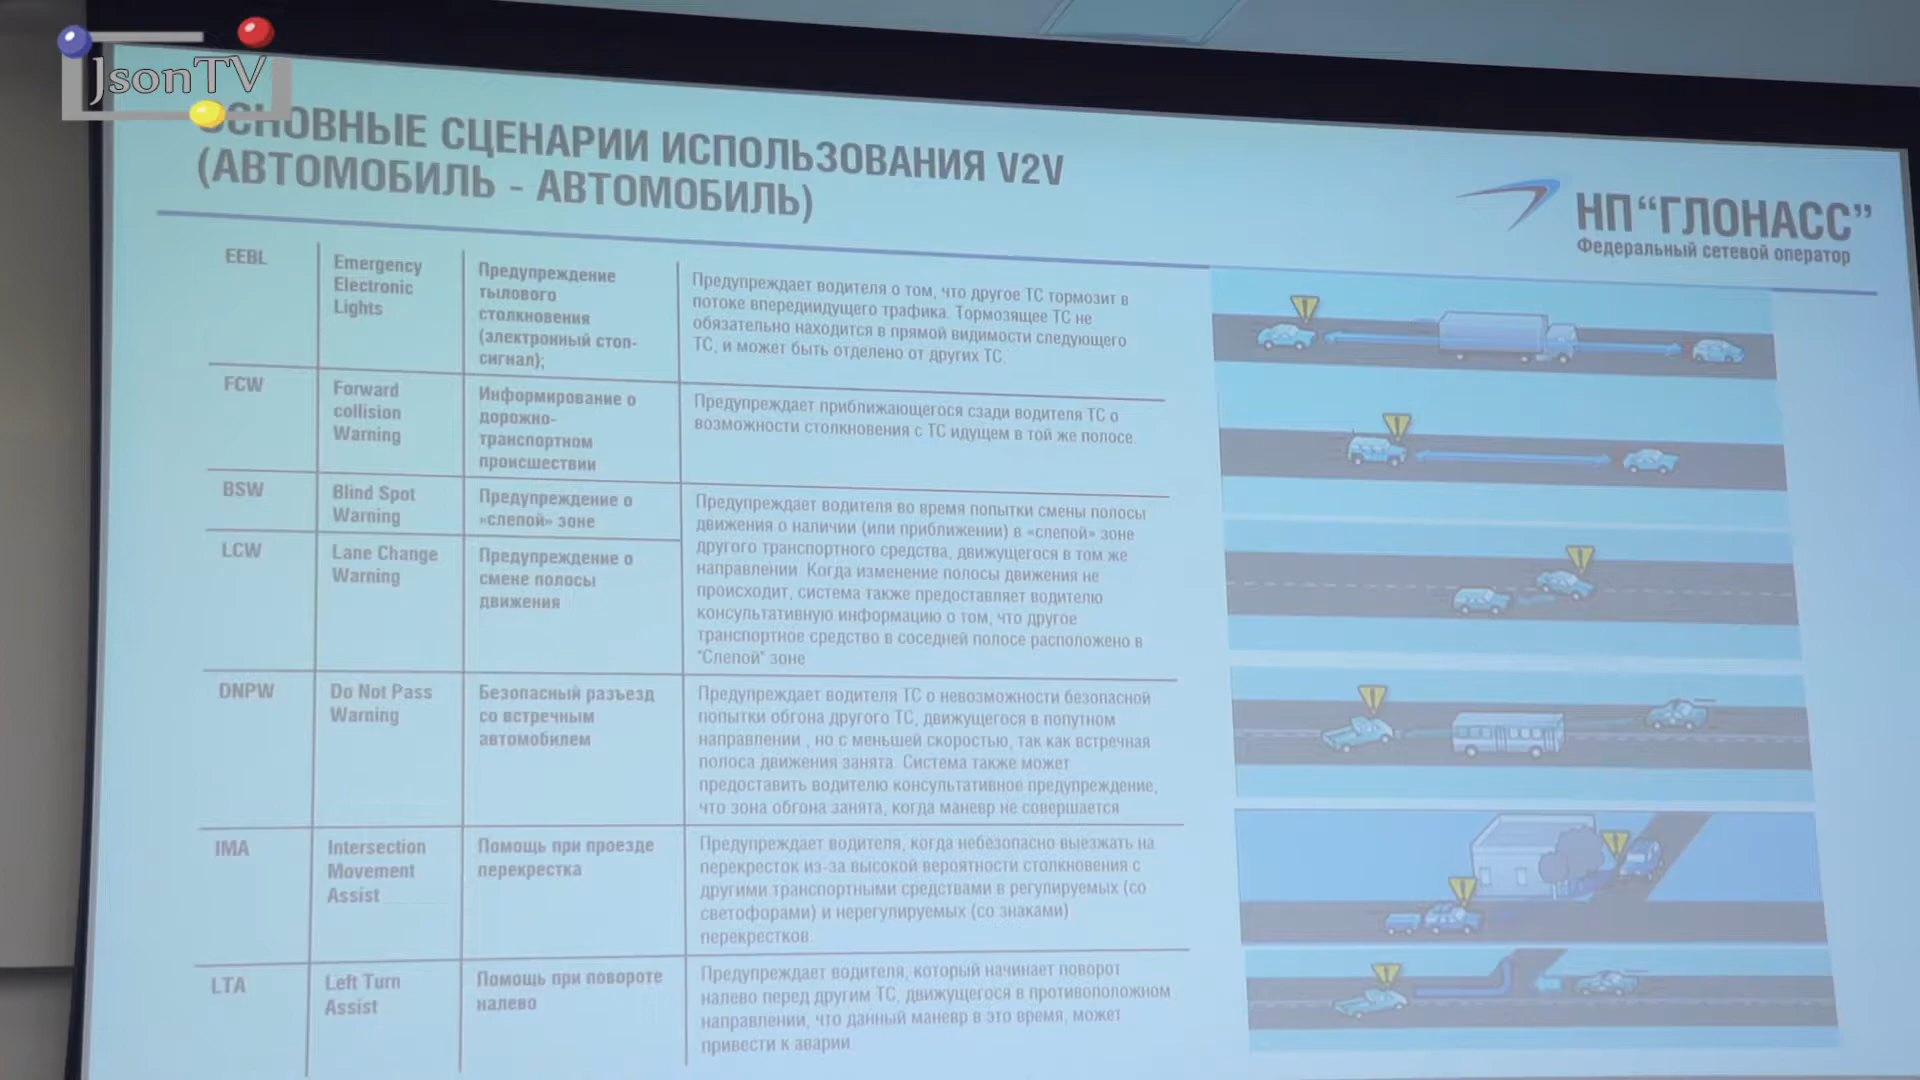 JsonTV
ОСНОВНЫЕ СЦЕНАРИИ ИСПОЛЬЗОВАНИЯ V2V
(АВТОМОБИЛЬ - АВТОМОБИЛЬ)
НП “ГЛОНАСС”
Федеральный сетевой оператор
EEBL
Emergency
Electronic
Lights
Предупреждение
тылового
столкновения
(электронный стоп-
сигнал);
Предупреждает водителя о том, что другое ТС тормозит в
потоке впередиидущего трафика. Тормозящее ТС не
обязательно находится в прямой видимости следующего
ТС, и может быть отделено от других ТС.
FCW
Forward
collision
Warning
Информирование о
дорожно-
транспортном
происшествии
Предупреждает приближающегося сзади водителя ТС о
возможности столкновения с ТС идущем в той же полосе.
BSW
Blind Spot
Warning
Предупреждение о
«слепой» зоне
Предупреждает водителя во время попытки смены полосы
движения о наличии (или приближении) в «слепой» зоне
другого транспортного средства, движущегося в том же
направлении. Когда изменение полосы движения не
происходит, система также предоставляет водителю
консультативную информацию о том, что другое
транспортное средство в соседней полосе расположено в
"Слепой" зоне
LCW
Lane Change
Warning
Предупреждение о
смене полосы
движения
DNPW
Do Not Pass
Warning
Безопасный разъезд
со встречным
автомобилем
Предупреждает водителя ТС о невозможности безопасной
попытки обгона другого ТС, движущегося в попутном
направлении , но с меньшей скоростью, так как встречная
полоса движения занята. Система также может
предоставить водителю консультативное предупреждение,
что зона обгона занята, когда маневр не совершается
IMA
Intersection
Movement
Assist
Помощь при проезде
перекрестка
Предупреждает водителя, когда небезопасно выезжать на
перекресток из-за высокой вероятности столкновения с
другими транспортными средствами в регулируемых (со
светофорами) и нерегулируемых (со знаками)
перекрестков.
LTA
Left Turn
Assist
Помощь при повороте
налево
Предупреждает водителя, который начинает поворот
налево перед другим ТС, движущегося в противоположном
направлении, что данный маневр в это время, может
привести к аварии